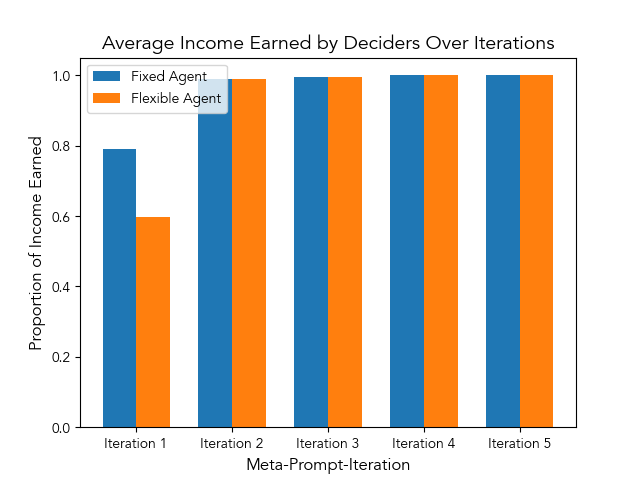 Average Income Earned by Deciders Over Iterations
Fixed Agent
Flexible Agent
1.0
0.8
0.6
0.4
0.2
0.0
Proportion of Income Earned
Iteration 1
Iteration 2
Iteration 3
Iteration 4
Iteration 5
Meta-Prompt-Iteration